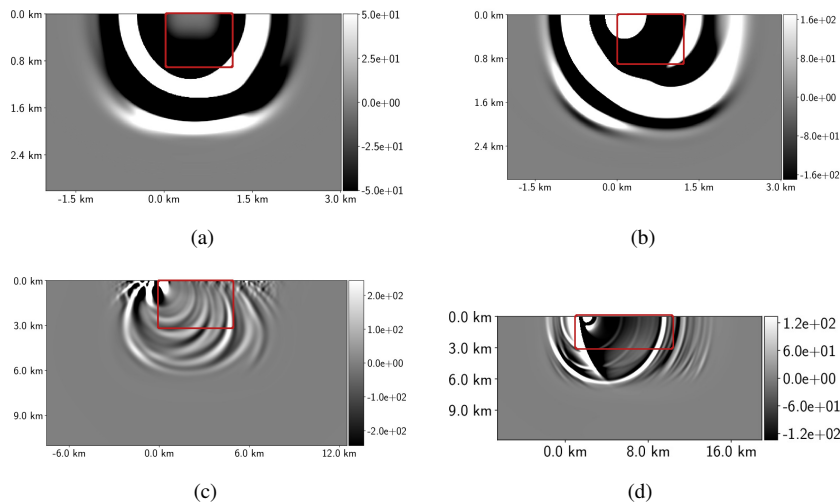 0.0 km
0.8 km
1.6 km
2.4 km
-1.5 km 0.0 km 1.5 km 3.0 km
5.0e+01
2.5e+01
0.0e+00
-2.5e+01
-5.0e+01
(a)
0.0 km
0.8 km
1.6 km
2.4 km
-1.5 km 0.0 km 1.5 km 3.0 km
1.6e+02
8.0e+01
0.0e+00
-8.0e+01
-1.6e+02
(b)
0.0 km
3.0 km
6.0 km
9.0 km
-6.0 km 0.0 km 6.0 km 12.0 km
2.0e+02
1.0e+02
0.0e+00
-1.0e+02
-2.0e+02
(c)
0.0 km
3.0 km
6.0 km
9.0 km
0.0 km 8.0 km 16.0 km
1.2e+02
6.0e+01
0.0e+00
-6.0e+01
-1.2e+02
(d)